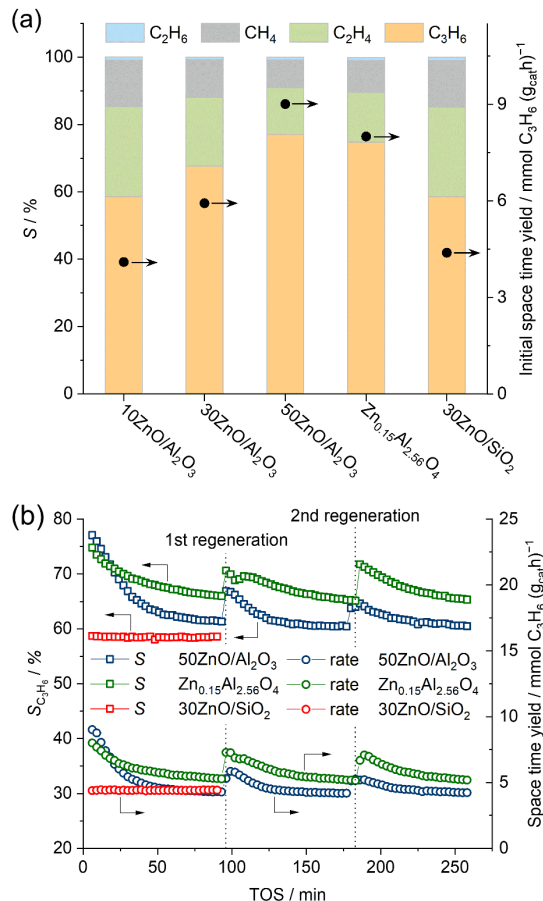 (a)
C₂H₆ CH₄ C₂H₄ C₃H₆
100
80
60
40
20
0
S / %
9
6
3
0
Initial space time yield / mmol C₃H₆ (g_cat h)⁻¹
10ZnO/Al₂O₃
30ZnO/Al₂O₃
50ZnO/Al₂O₃
Zn₀.₁₅Al₂.₅₆O₄
30ZnO/SiO₂
(b)
2nd regeneration
1st regeneration
80
70
60
50
40
30
20
S_C₃H₆ / %
25
20
15
10
5
0
Space time yield / mmol C₃H₆ (g_cat h)⁻¹
S 50ZnO/Al₂O₃ rate 50ZnO/Al₂O₃
S Zn₀.₁₅Al₂.₅₆O₄ rate Zn₀.₁₅Al₂.₅₆O₄
S 30ZnO/SiO₂ rate 30ZnO/SiO₂
0 50 100 150 200 250
TOS / min